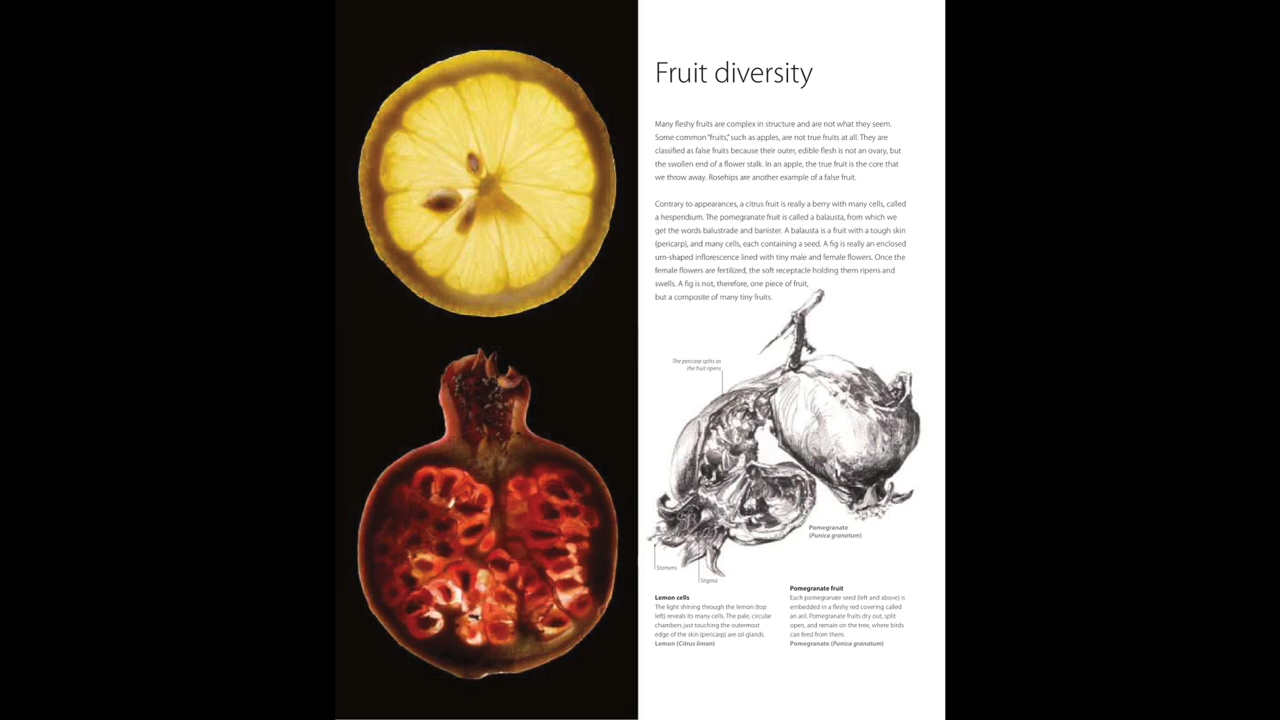 Fruit diversity
Many fleshy fruits are complex in structure and are not what they seem.
Some common "fruits," such as apples, are not true fruits at all. They are
classified as false fruits because their outer, edible flesh is not an ovary, but
the swollen end of a flower stalk. In an apple, the true fruit is the core that
we throw away. Rosehips are another example of a false fruit.
Contrary to appearances, a citrus fruit is really a berry with many cells, called
a hesperidium. The pomegranate fruit is called a balausta, from which we
get the words balustrade and banister. A balausta is a fruit with a tough skin
(pericarp), and many cells, each containing a seed. A fig is really an enclosed
urn-shaped inflorescence lined with tiny male and female flowers. Once the
female flowers are fertilized, the soft receptacle holding them ripens and
swells. A fig is not, therefore, one piece of fruit,
but a composite of many tiny fruits.
The pericarp splits as
the fruit ripens
Pomegranate
(Punica granatum)
Stamens
Stigma
Lemon cells
The light shining through the lemon (top
left) reveals its many cells. The pale, circular
chambers just touching the outermost
edge of the skin (pericarp) are oil glands.
Lemon (Citrus limon)
Pomegranate fruit
Each pomegranate seed (left and above) is
embedded in a fleshy red covering called
an aril. Pomegranate fruits dry out, split
open, and remain on the tree, where birds
can feed from them.
Pomegranate (Punica granatum)